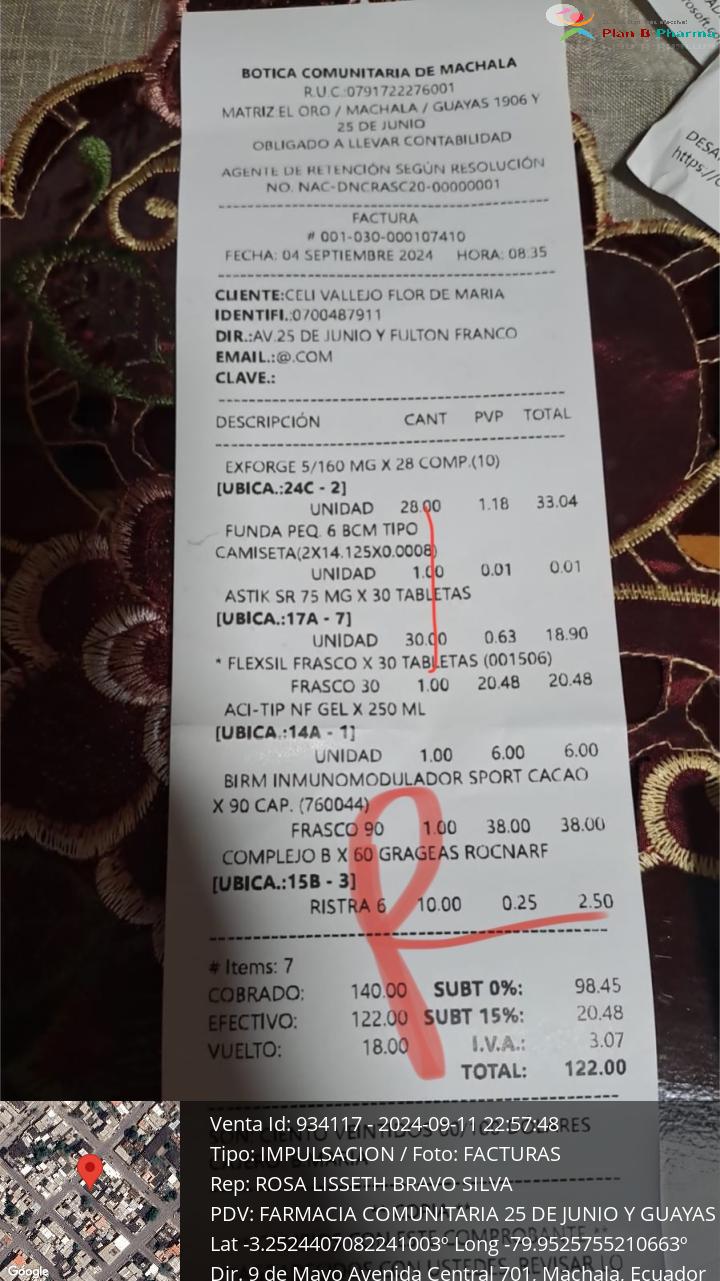 Plan B Pharma
BOTICA COMUNITARIA DE MACHALA
R.U.C.:0791722276001
MATRIZ:EL ORO / MACHALA / GUAYAS 1906 Y
25 DE JUNIO
OBLIGADO A LLEVAR CONTABILIDAD
AGENTE DE RETENCIÓN SEGÚN RESOLUCIÓN
NO. NAC-DNCRASC20-00000001
FACTURA
# 001-030-000107410
FECHA: 04 SEPTIEMBRE 2024 HORA: 08:35
CLIENTE:CELI VALLEJO FLOR DE MARIA
IDENTIFI.:0700487911
DIR.:AV.25 DE JUNIO Y FULTON FRANCO
EMAIL.:@.COM
CLAVE.:
DESCRIPCIÓN CANT PVP TOTAL
EXFORGE 5/160 MG X 28 COMP.(10)
[UBICA.:24C - 2]
UNIDAD 28.00 1.18 33.04
FUNDA PEQ. 6 BCM TIPO
CAMISETA(2X14.125X0.0008)
UNIDAD 1.00 0.01 0.01
ASTIK SR 75 MG X 30 TABLETAS
[UBICA.:17A - 7]
UNIDAD 30.00 0.63 18.90
* FLEXSIL FRASCO X 30 TABLETAS (001506)
FRASCO 30 1.00 20.48 20.48
ACI-TIP NF GEL X 250 ML
[UBICA.:14A - 1]
UNIDAD 1.00 6.00 6.00
BIRM INMUNOMODULADOR SPORT CACAO
X 90 CAP. (760044)
FRASCO 90 1.00 38.00 38.00
COMPLEJO B X 60 GRAGEAS ROCNARF
[UBICA.:15B - 3]
RISTRA 6 10.00 0.25 2.50
# Items: 7
COBRADO: 140.00 SUBT 0%: 98.45
EFECTIVO: 122.00 SUBT 15%: 20.48
VUELTO: 18.00 I.V.A.: 3.07
TOTAL: 122.00
DESA
https://
Venta Id: 934117 - 2024-09-11 22:57:48
Tipo: IMPULSACION / Foto: FACTURAS
Rep: ROSA LISSETH BRAVO SILVA
PDV: FARMACIA COMUNITARIA 25 DE JUNIO Y GUAYAS
Lat -3.2524407082241003º Long -79.9525755210663º
Dir. 9 de Mayo Avenida Central 701, Machala, Ecuador
Google